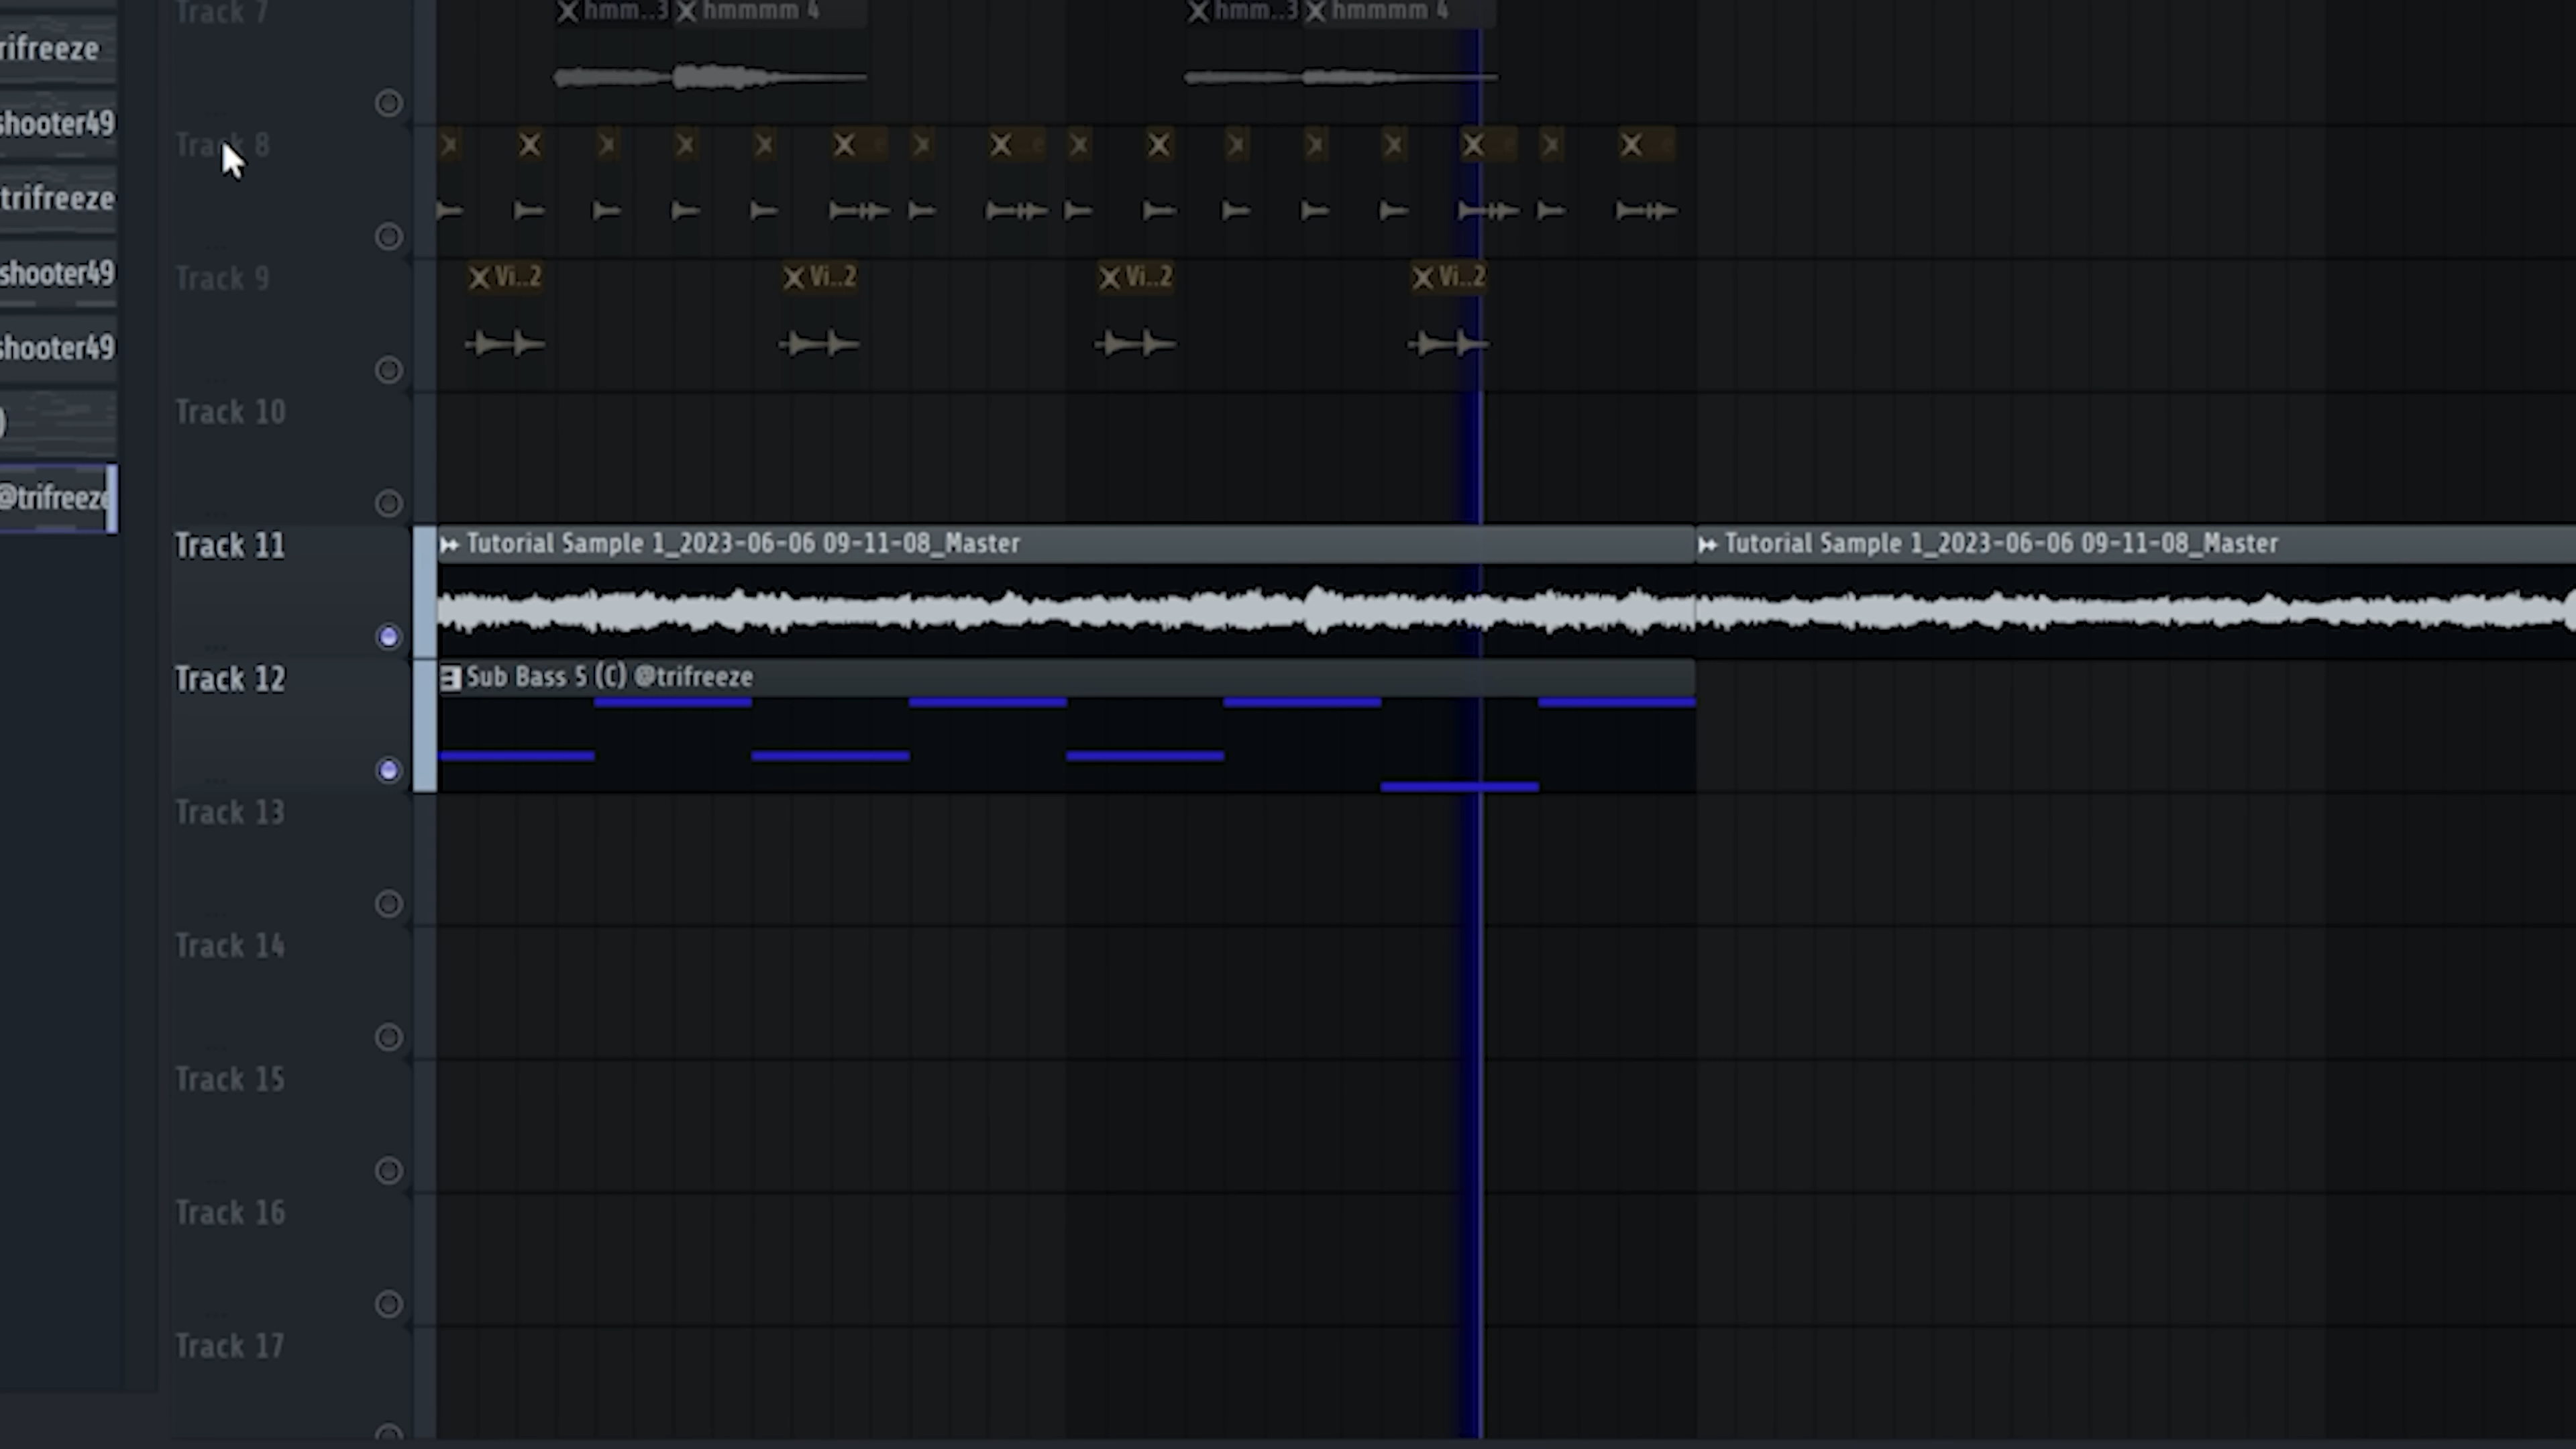 Track 7
hmm..3
hmmmm 4
hmm..3
hmmmm 4
rifreeze
shooter49
Track 8
trifreeze
shooter49
Track 9
Vi..2
Vi..2
Vi..2
Vi..2
shooter49
Track 10
)
@trifreeze
Track 11
Tutorial Sample 1_2023-06-06 09-11-08_Master
Tutorial Sample 1_2023-06-06 09-11-08_Master
Track 12
Sub Bass 5 (C) @trifreeze
Track 13
Track 14
Track 15
Track 16
Track 17